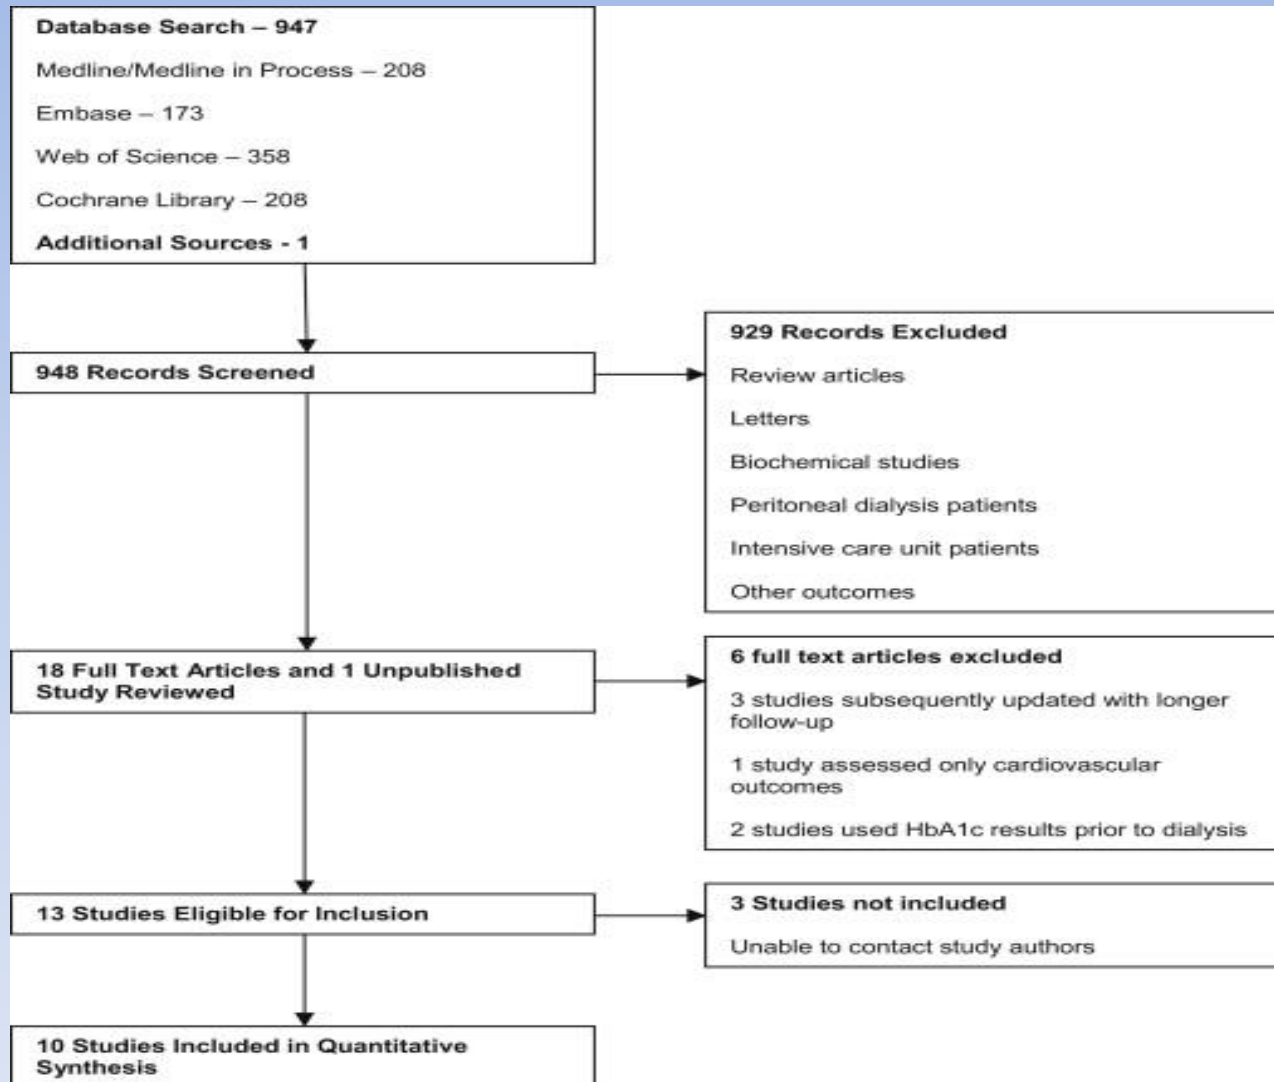 Database Search – 947
Medline/Medline in Process – 208
Embase – 173
Web of Science – 358
Cochrane Library – 208
Additional Sources - 1
948 Records Screened
929 Records Excluded
Review articles
Letters
Biochemical studies
Peritoneal dialysis patients
Intensive care unit patients
Other outcomes
18 Full Text Articles and 1 Unpublished
Study Reviewed
6 full text articles excluded
3 studies subsequently updated with longer
follow-up
1 study assessed only cardiovascular
outcomes
2 studies used HbA1c results prior to dialysis
13 Studies Eligible for Inclusion
3 Studies not included
Unable to contact study authors
10 Studies Included in Quantitative
Synthesis